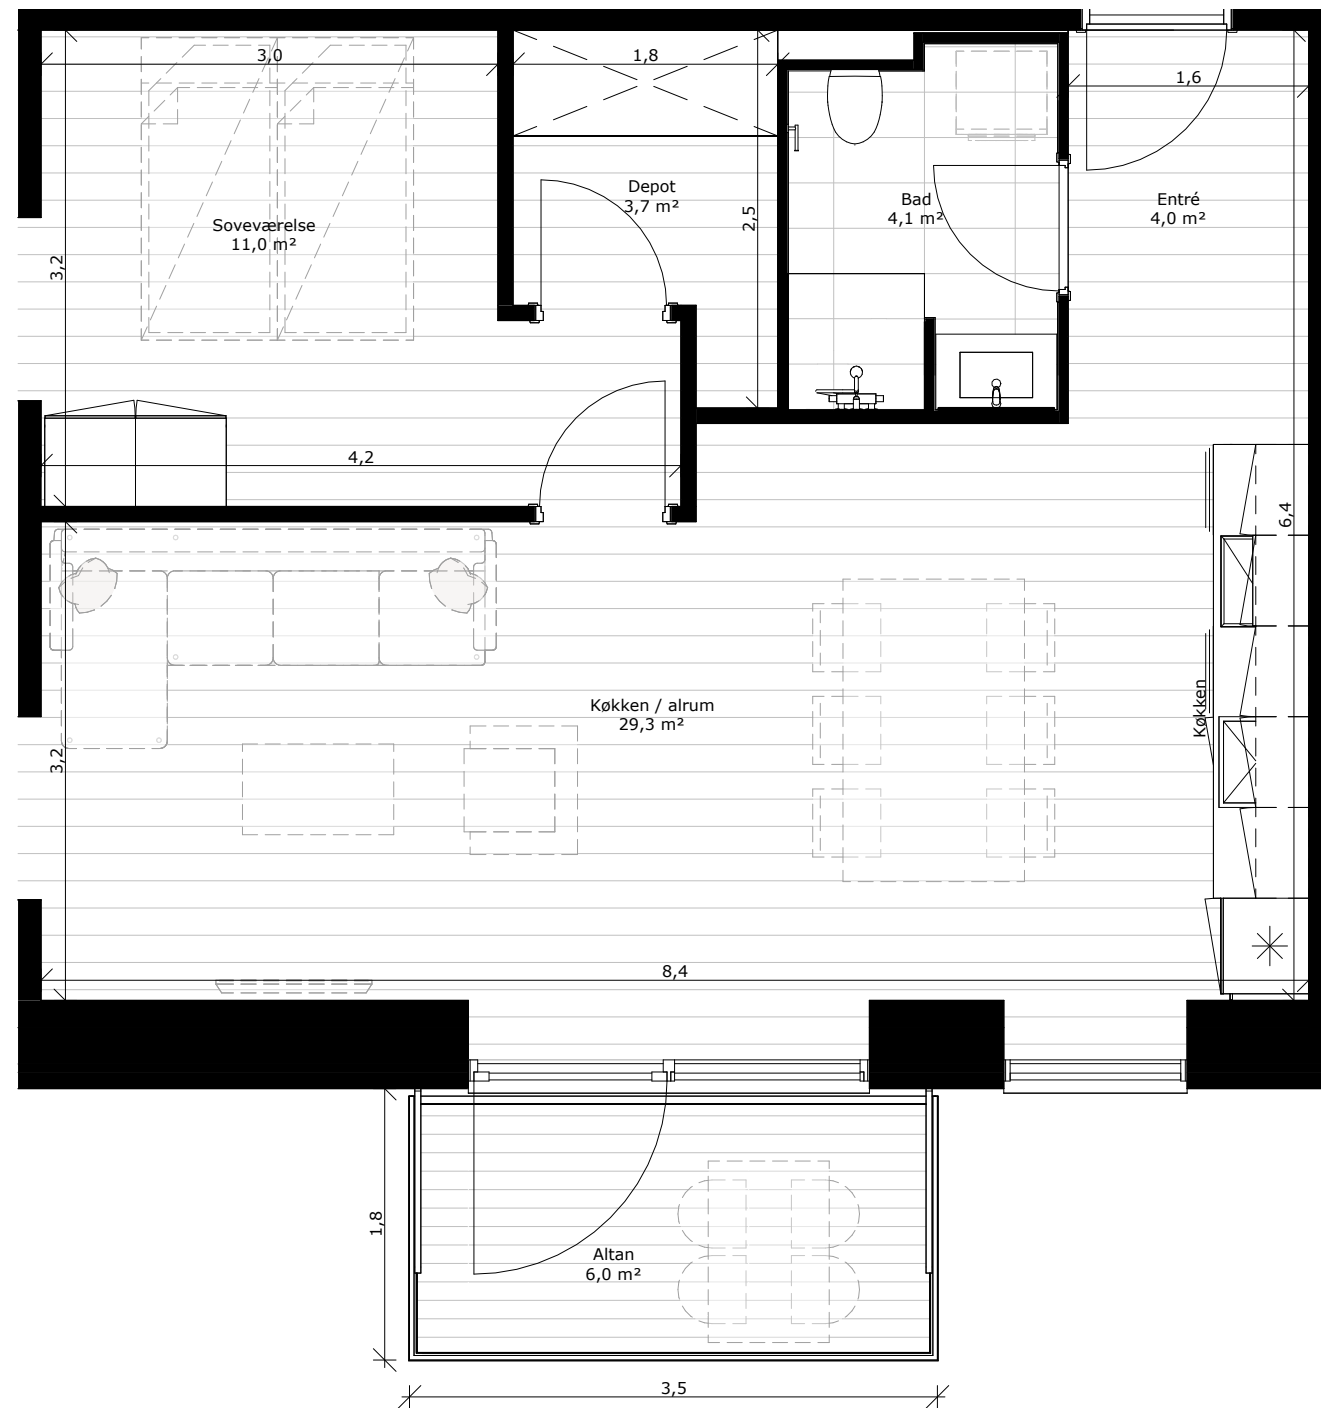 3,0
1,8
1,6
Depot
3,7 m²
Bad
4,1 m²
Entré
4,0 m²
2,5
Soveværelse
11,0 m²
3,2
4,2
6,4
Køkken / alrum
29,3 m²
Køkken
3,2
8,4
1,8
Altan
6,0 m²
3,5